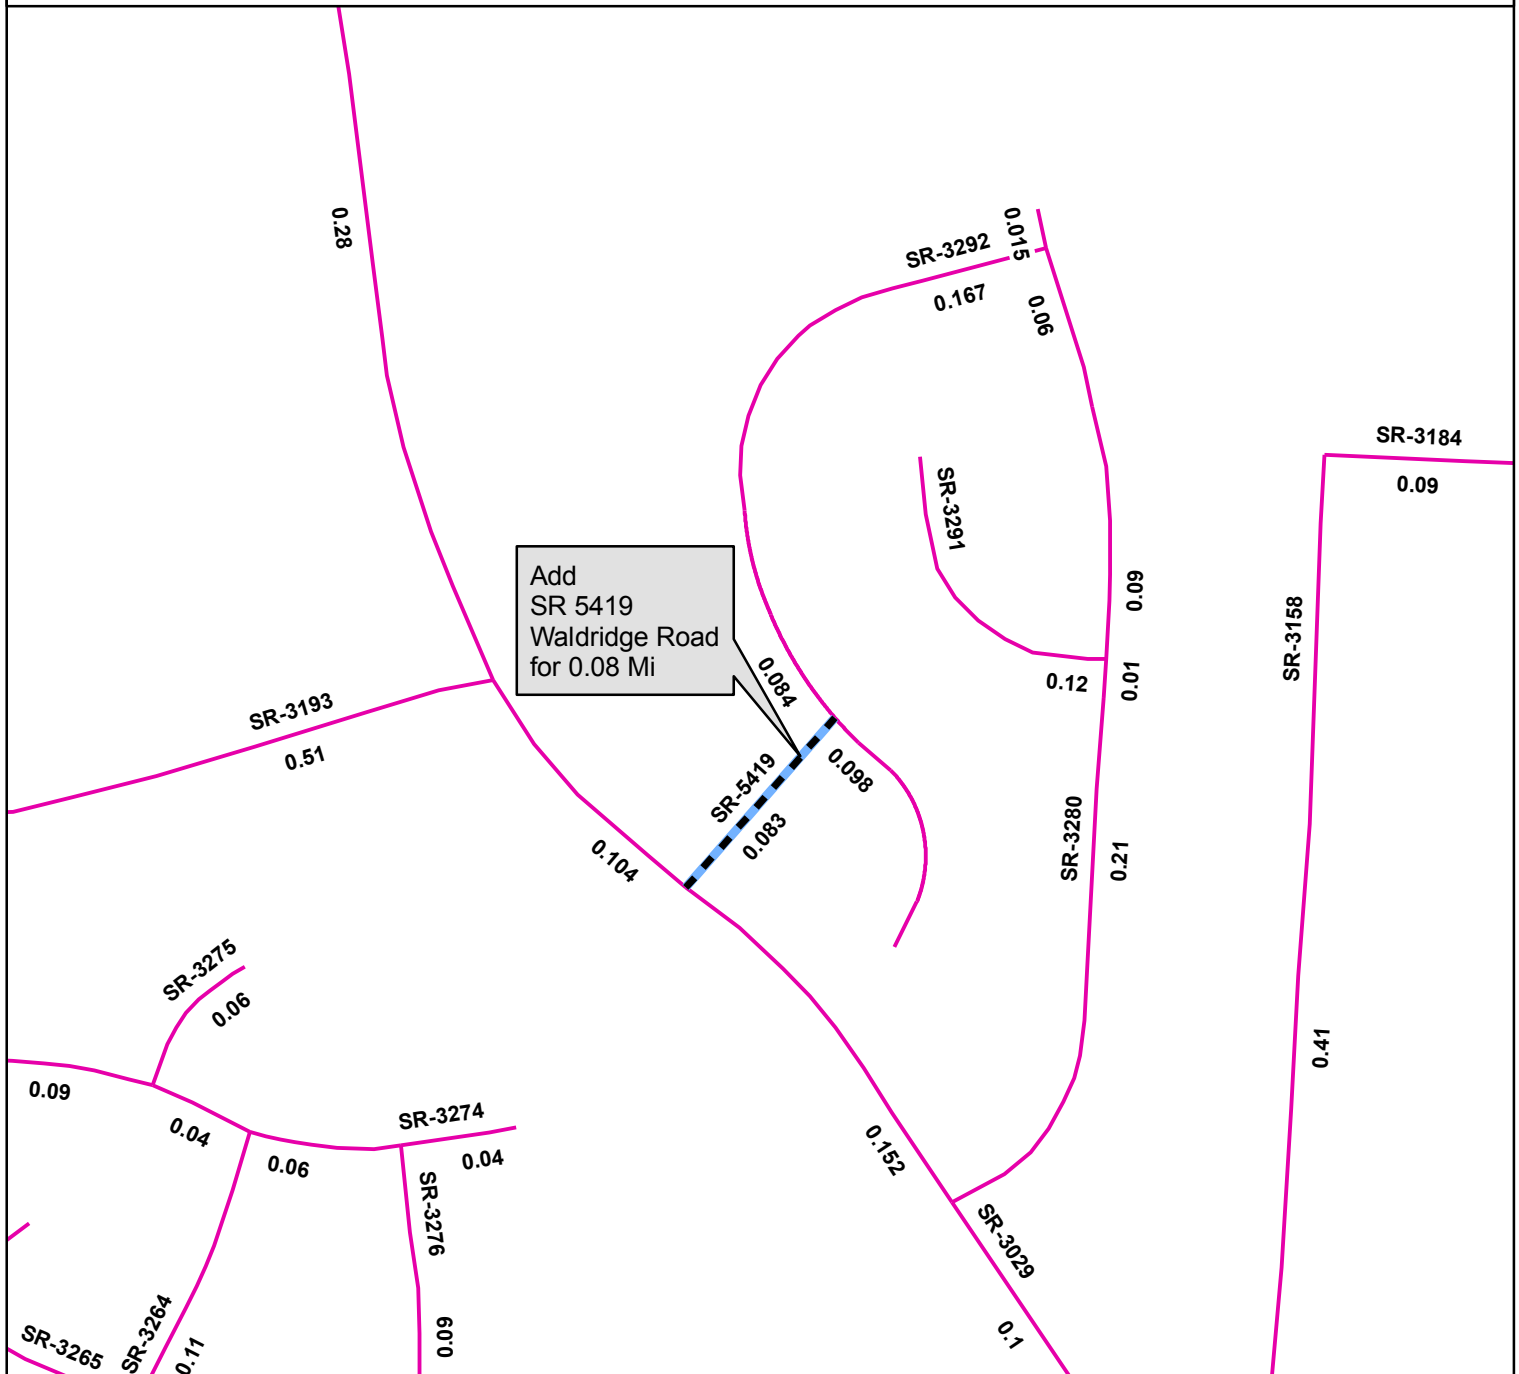 0.28
0.015
SR-3292
0.167
0.06
SR-3184
0.09
SR-3291
Add
SR 5419
Waldridge Road
for 0.08 Mi
0.09
SR-3158
0.084
0.12
0.01
SR-3193
0.51
SR-5419
0.098
0.083
SR-3280
0.21
0.104
SR-3275
0.06
0.41
0.09
0.04
SR-3274
0.06
0.04
0.152
SR-3276
SR-3029
SR-3264
0.09
0.1
SR-3265
0.11